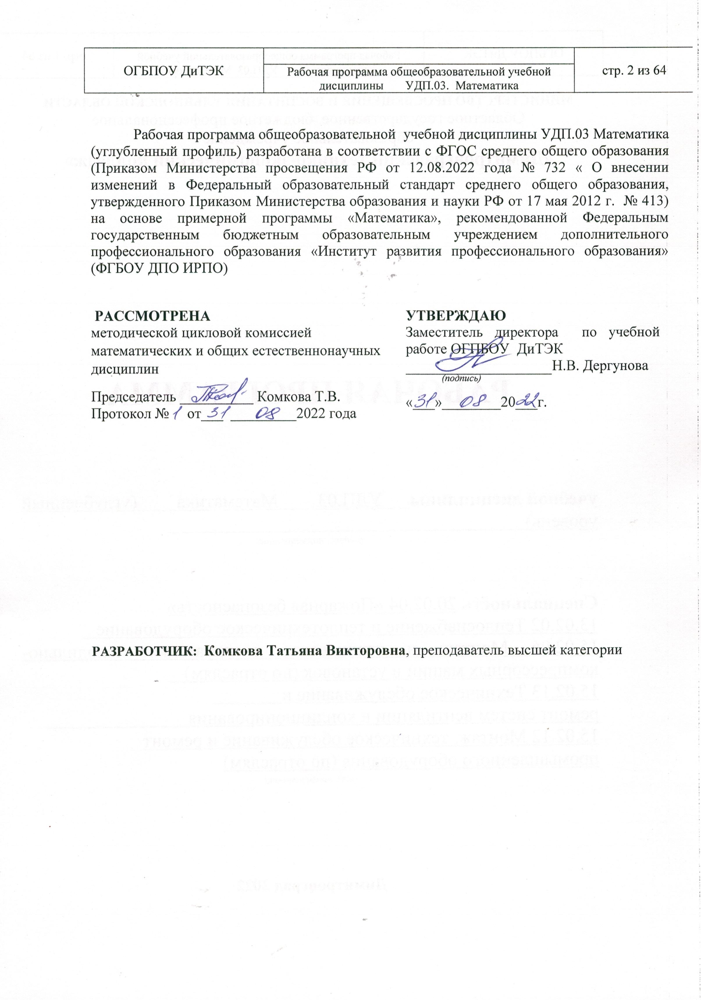 ОГБПОУ ДиТЭК
Рабочая программа общеобразовательной учебной
дисциплины УДП.03. Математика
стр. 2 из 64
Рабочая программа общеобразовательной учебной дисциплины УДП.03 Математика
(углубленный профиль) разработана в соответствии с ФГОС среднего общего образования
(Приказом Министерства просвещения РФ от 12.08.2022 года № 732 « О внесении
изменений в Федеральный образовательный стандарт среднего общего образования,
утвержденного Приказом Министерства образования и науки РФ от 17 мая 2012 г. № 413)
на основе примерной программы «Математика», рекомендованной Федеральным
государственным бюджетным образовательным учреждением дополнительного
профессионального образования «Институт развития профессионального образования»
(ФГБОУ ДПО ИРПО)
РАССМОТРЕНА
методической цикловой комиссией
математических и общих естественнонаучных
дисциплин
Председатель __________ Комкова Т.В.
Протокол № 1 от 31 08 2022 года
УТВЕРЖДАЮ
Заместитель директора по учебной
работе ОГПБОУ ДиТЭК
____________________Н.В. Дергунова
(подпись)
«31» 08 2022г.
РАЗРАБОТЧИК: Комкова Татьяна Викторовна, преподаватель высшей категории